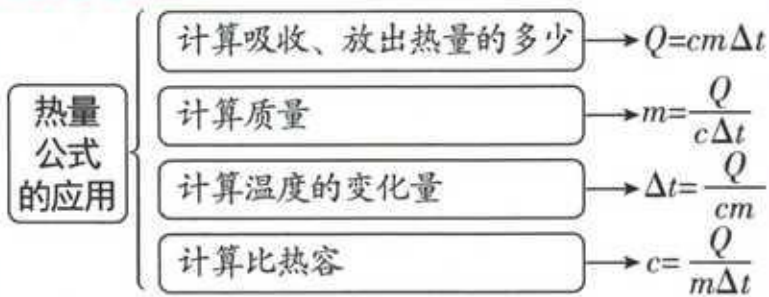 热量
公式
的应用
计算吸收、放出热量的多少 → Q=cmΔt
计算质量 → m=Q/cΔt
计算温度的变化量 → Δt=Q/cm
计算比热容 → c=Q/mΔt